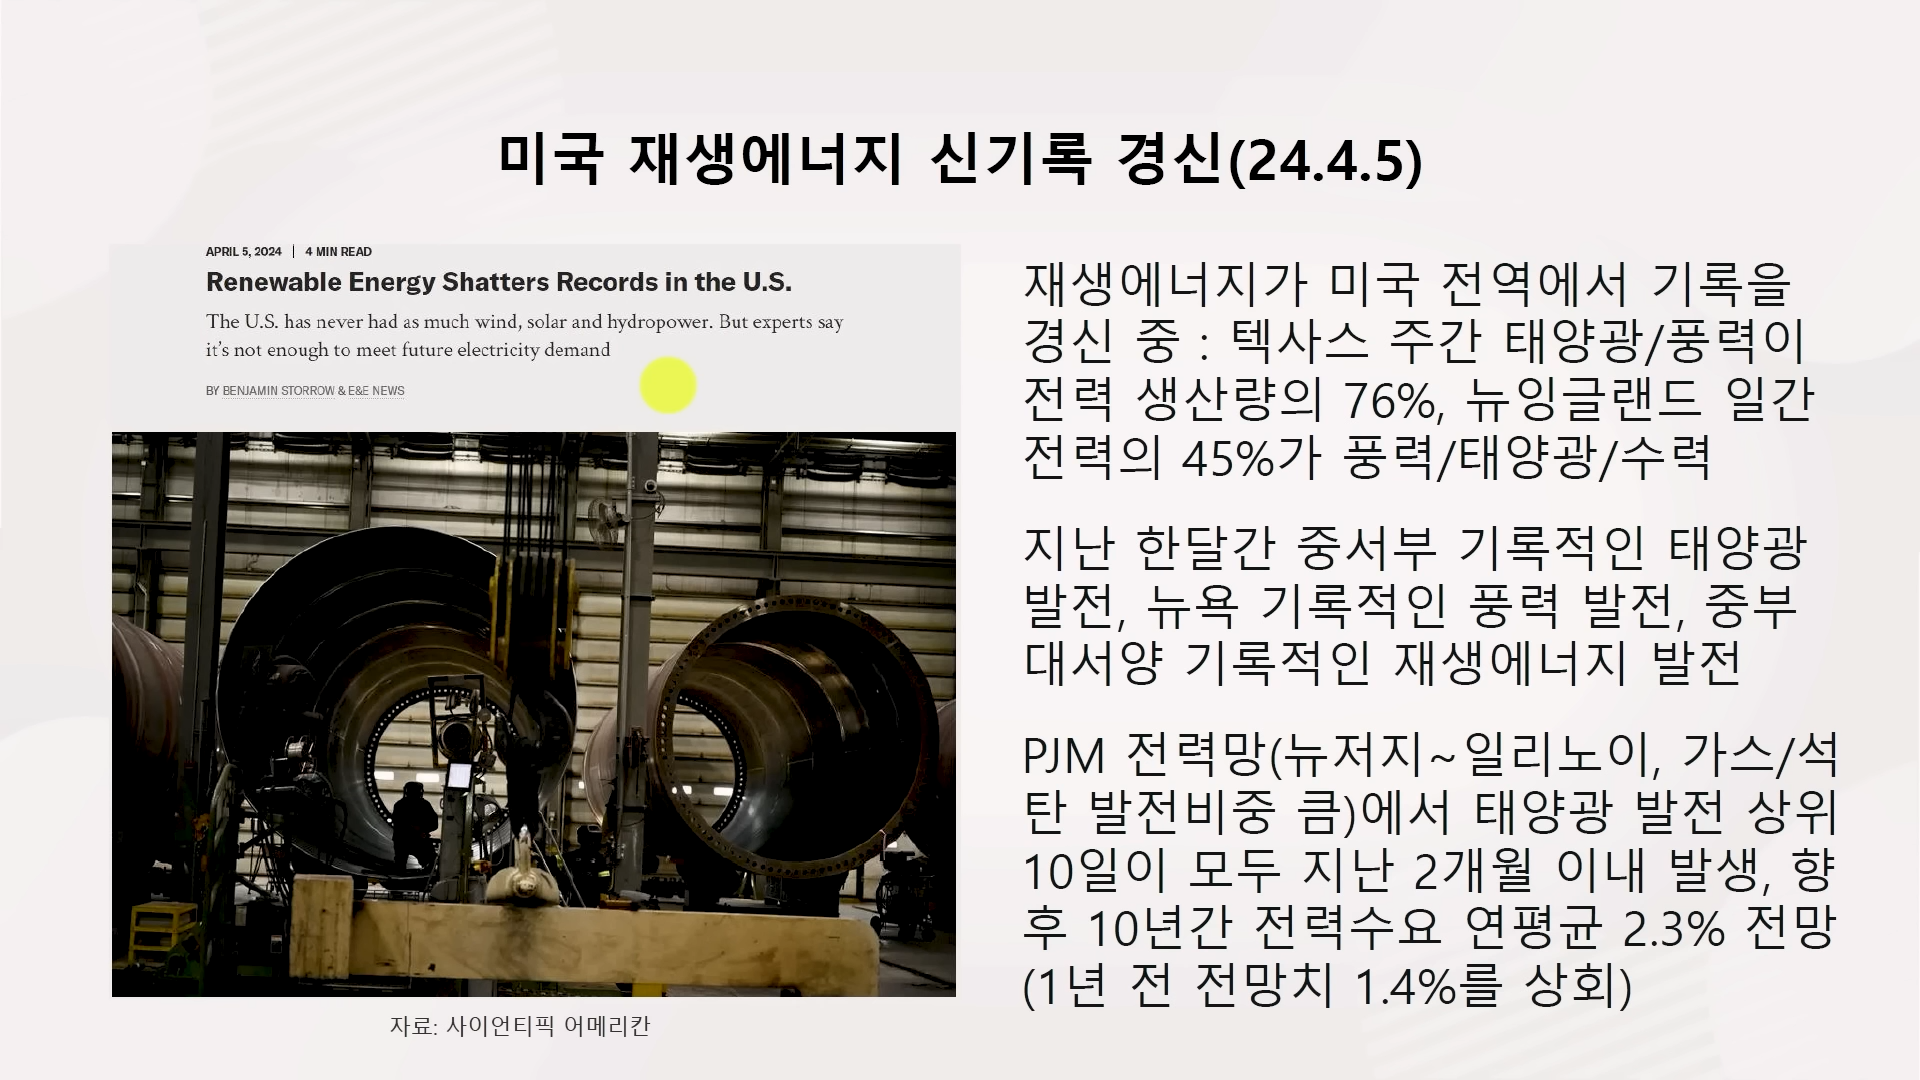 미국 재생에너지 신기록 경신(24.4.5)
APRIL 5, 2024 | 4 MIN READ
Renewable Energy Shatters Records in the U.S.
The U.S. has never had as much wind, solar and hydropower. But experts say
it's not enough to meet future electricity demand
BY BENJAMIN STORROW & E&E NEWS
자료: 사이언티픽 어메리칸
재생에너지가 미국 전역에서 기록을
경신 중 : 텍사스 주간 태양광/풍력이
전력 생산량의 76%, 뉴잉글랜드 일간
전력의 45%가 풍력/태양광/수력
지난 한달간 중서부 기록적인 태양광
발전, 뉴욕 기록적인 풍력 발전, 중부
대서양 기록적인 재생에너지 발전
PJM 전력망(뉴저지~일리노이, 가스/석
탄 발전비중 큼)에서 태양광 발전 상위
10일이 모두 지난 2개월 이내 발생, 향
후 10년간 전력수요 연평균 2.3% 전망
(1년 전 전망치 1.4%를 상회)